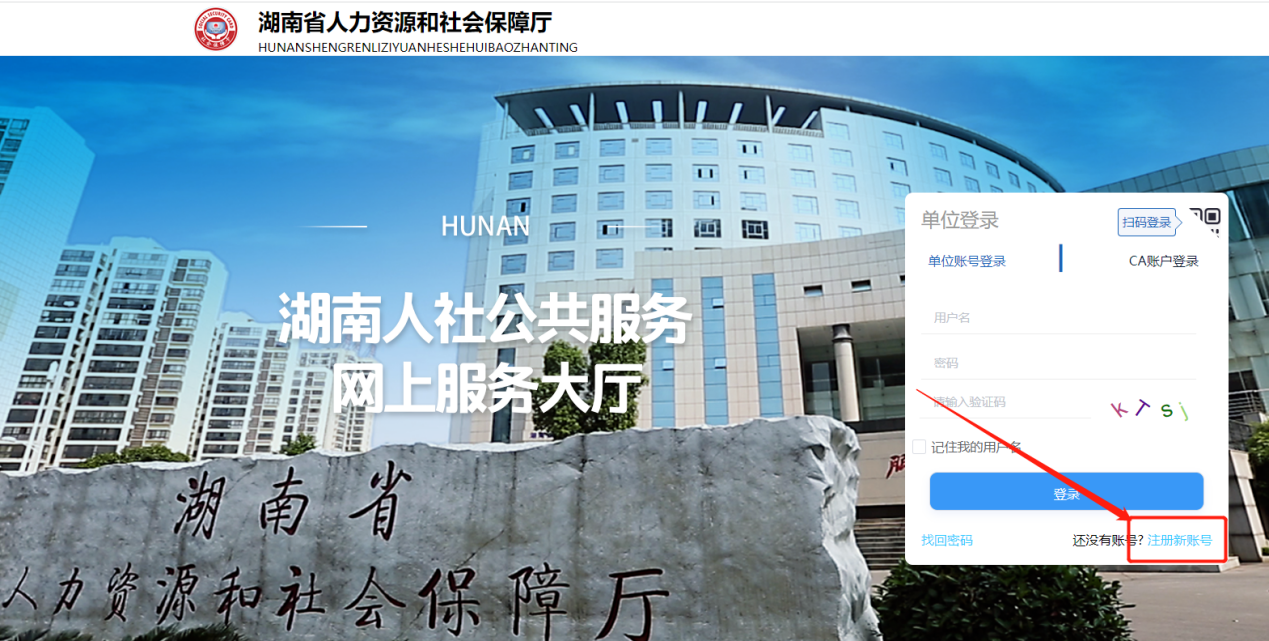 湖南省人力资源和社会保障厅
HUNANSHENGRENLIZIYUANHESHEHUIBAOZHANTING
HUNAN
湖南人社公共服务
网上服务大厅
湖南省
人力资源和社会保障厅
单位登录
扫码登录
单位账号登录
CA账户登录
用户名
密码
请输入验证码
K T S j
记住我的用户名
登录
找回密码
还没有账号? 注册新账号